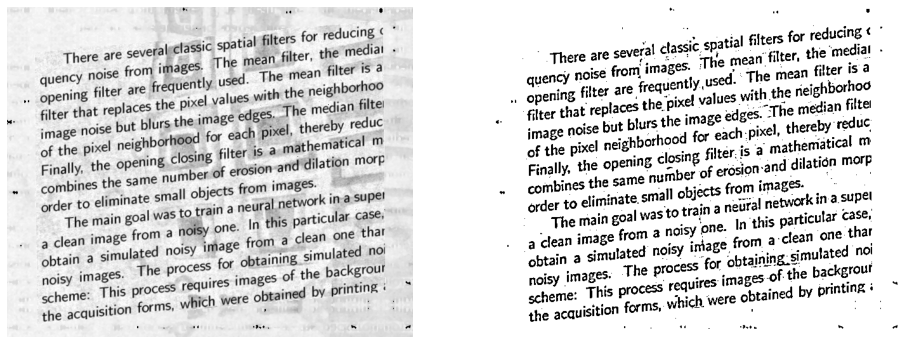 There are several classic spatial filters for reducing
quency noise from images. The mean filter, the median
opening filter are frequently used. The mean filter is a
filter that replaces the pixel values with the neighborhoo
image noise but blurs the image edges. The median filter
of the pixel neighborhood for each pixel, thereby reduc
Finally, the opening closing filter is a mathematical m
combines the same number of erosion and dilation morp
order to eliminate small objects from images.
The main goal was to train a neural network in a super
a clean image from a noisy one. In this particular case,
obtain a simulated noisy image from a clean one than
noisy images. The process for obtaining simulated noi
scheme: This process requires images of the backgroun
the acquisition forms, which were obtained by printing
There are several classic spatial filters for reducing
quency noise from images. The mean filter, the median
opening filter are frequently used. The mean filter is a
filter that replaces the pixel values with the neighborhoo
image noise but blurs the image edges. The median filter
of the pixel neighborhood for each pixel, thereby reduc
Finally, the opening closing filter is a mathematical m
combines the same number of erosion and dilation morp
order to eliminate small objects from images.
The main goal was to train a neural network in a super
a clean image from a noisy one. In this particular case,
obtain a simulated noisy image from a clean one than
noisy images. The process for obtaining simulated noi
scheme: This process requires images of the backgroun
the acquisition forms, which were obtained by printing